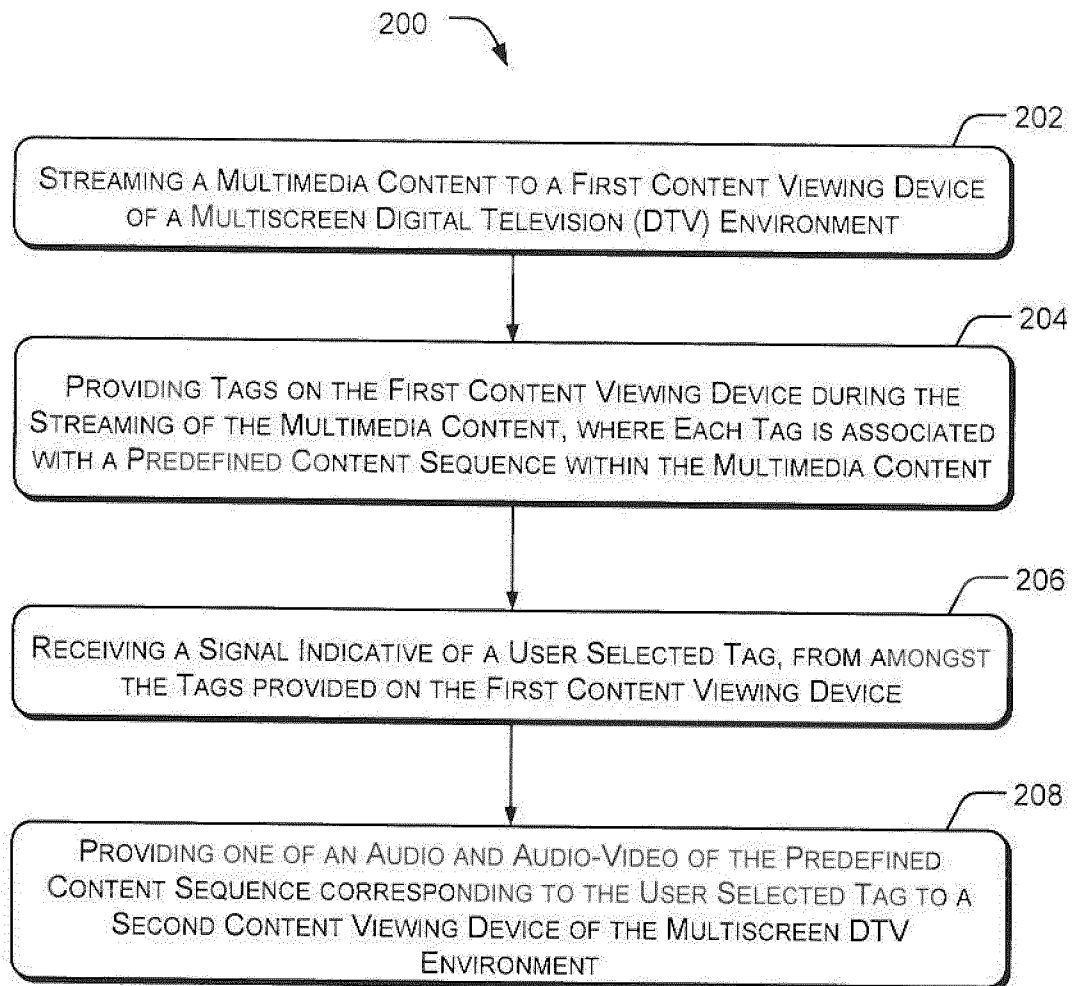 200
202
STREAMING A MULTIMEDIA CONTENT TO A FIRST CONTENT VIEWING DEVICE
OF A MULTISCREEN DIGITAL TELEVISION (DTV) ENVIRONMENT
204
PROVIDING TAGS ON THE FIRST CONTENT VIEWING DEVICE DURING THE
STREAMING OF THE MULTIMEDIA CONTENT, WHERE EACH TAG IS ASSOCIATED
WITH A PREDEFINED CONTENT SEQUENCE WITHIN THE MULTIMEDIA CONTENT
206
RECEIVING A SIGNAL INDICATIVE OF A USER SELECTED TAG, FROM AMONGST
THE TAGS PROVIDED ON THE FIRST CONTENT VIEWING DEVICE
208
PROVIDING ONE OF AN AUDIO AND AUDIO-VIDEO OF THE PREDEFINED
CONTENT SEQUENCE CORRESPONDING TO THE USER SELECTED TAG TO A
SECOND CONTENT VIEWING DEVICE OF THE MULTISCREEN DTV
ENVIRONMENT